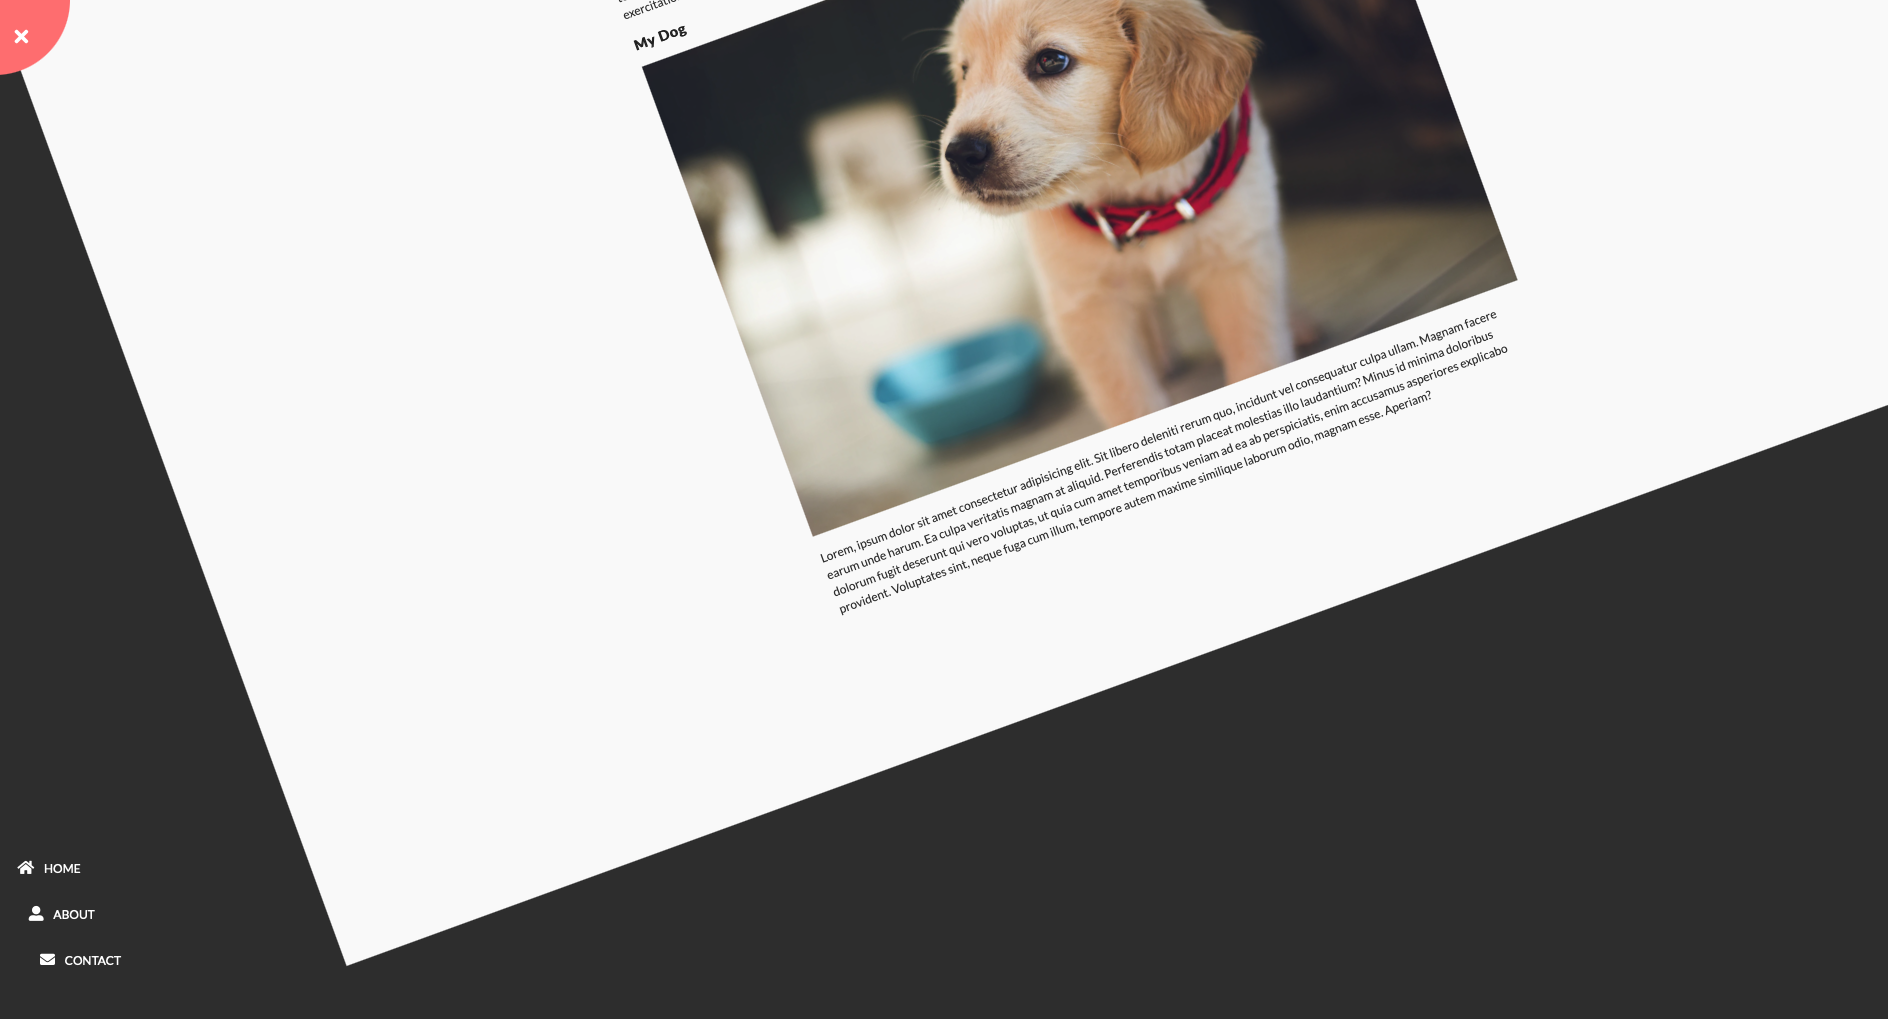 exercitatio
My Dog
Lorem, ipsum dolor sit amet consectetur adipisicing elit. Sit libero deleniti rerum quo, incidunt vel consequatur culpa ullam. Magnam facere
earum unde harum. Ea culpa veritatis magnam at aliquid. Perferendis totam placeat molestias illo laudantium? Minus id minima doloribus
dolorum fugit deserunt qui vero voluptas, ut quia cum amet temporibus veniam ad ea ab perspiciatis, enim accusamus asperiores explicabo
provident. Voluptates sint, neque fuga cum illum, tempore autem maxime similique laborum odio, magnam esse. Aperiam?
HOME
ABOUT
CONTACT